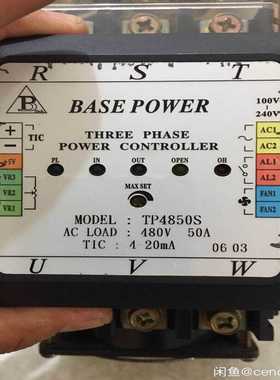 R S T
B
BASE POWER
100V~
240V
+
TIC
-
THREE PHASE
POWER CONTROLLER
5V
VR3
VR2
VR1
PL IN OUT OPEN OH
MAX SET
AC1
AC2
AL1
AL2
FAN1
FAN2
MODEL : TP4850S
AC LOAD : 480V 50A
TIC : 4 20mA
06 03
U V W
闲鱼@cenc